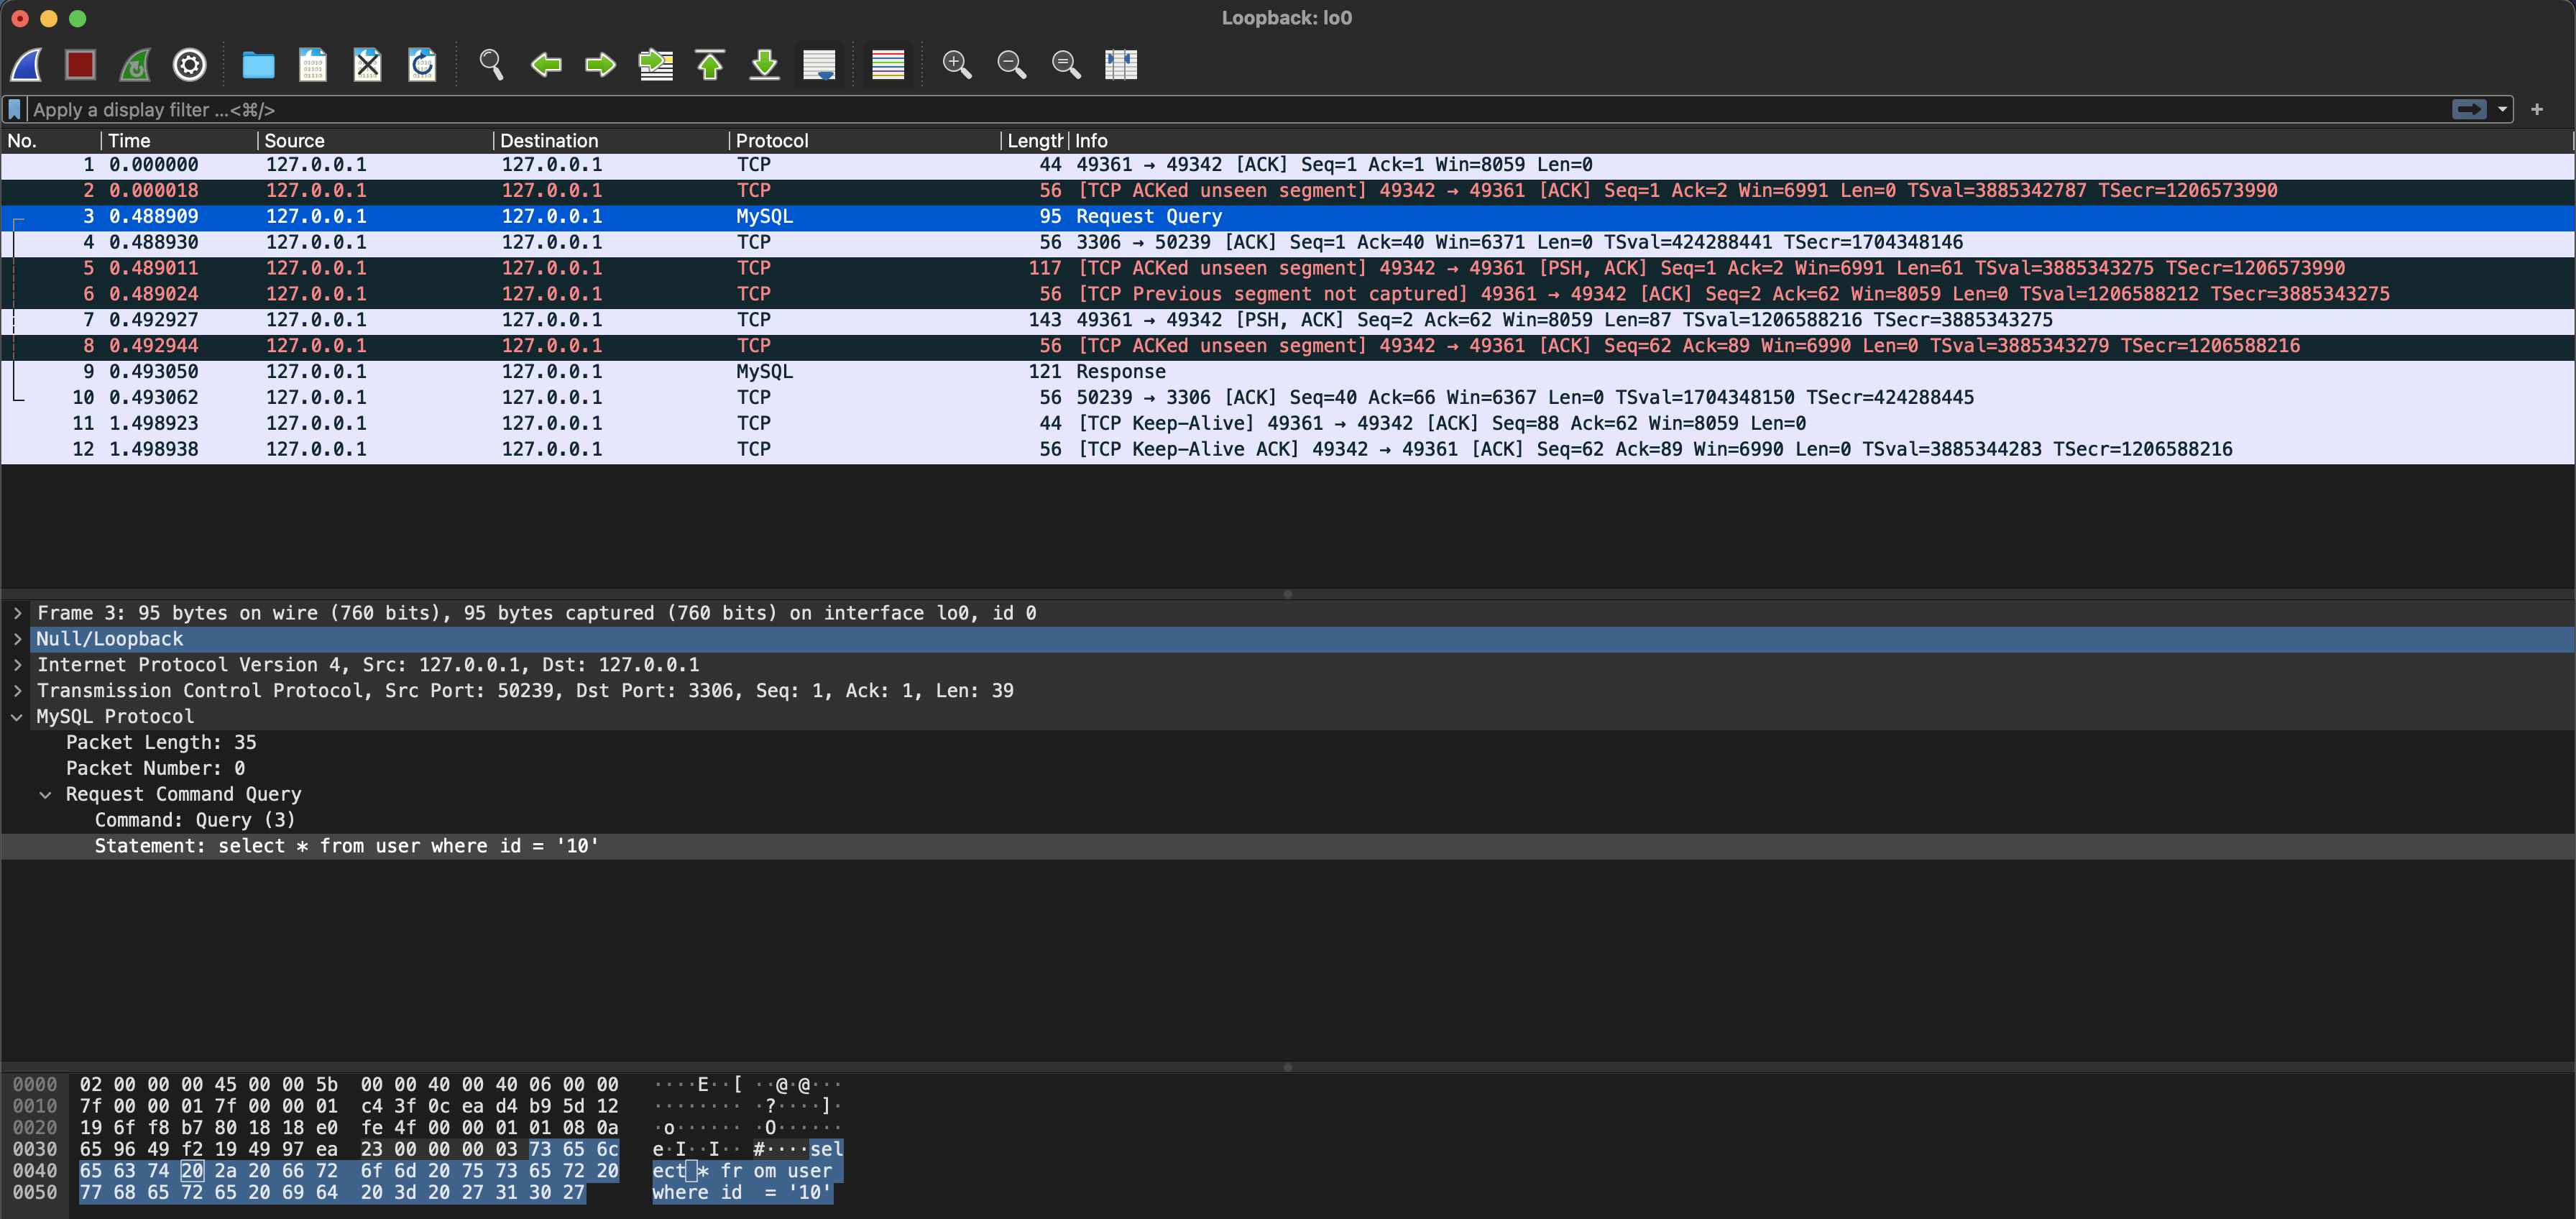 Loopback: lo0
Apply a display filter ...<⌘/>
No. Time Source Destination Protocol Length Info
1 0.000000 127.0.0.1 127.0.0.1 TCP 44 49361 → 49342 [ACK] Seq=1 Ack=1 Win=8059 Len=0
2 0.000018 127.0.0.1 127.0.0.1 TCP 56 [TCP ACKed unseen segment] 49342 → 49361 [ACK] Seq=1 Ack=2 Win=6991 Len=0 TSval=3885342787 TSecr=1206573990
3 0.488909 127.0.0.1 127.0.0.1 MySQL 95 Request Query
4 0.488930 127.0.0.1 127.0.0.1 TCP 56 3306 → 50239 [ACK] Seq=1 Ack=40 Win=6371 Len=0 TSval=424288441 TSecr=1704348146
5 0.489011 127.0.0.1 127.0.0.1 TCP 117 [TCP ACKed unseen segment] 49342 → 49361 [PSH, ACK] Seq=1 Ack=2 Win=6991 Len=61 TSval=3885343275 TSecr=1206573990
6 0.489024 127.0.0.1 127.0.0.1 TCP 56 [TCP Previous segment not captured] 49361 → 49342 [ACK] Seq=2 Ack=62 Win=8059 Len=0 TSval=1206588212 TSecr=3885343275
7 0.492927 127.0.0.1 127.0.0.1 TCP 143 49361 → 49342 [PSH, ACK] Seq=2 Ack=62 Win=8059 Len=87 TSval=1206588216 TSecr=3885343275
8 0.492944 127.0.0.1 127.0.0.1 TCP 56 [TCP ACKed unseen segment] 49342 → 49361 [ACK] Seq=62 Ack=89 Win=6990 Len=0 TSval=3885343279 TSecr=1206588216
9 0.493050 127.0.0.1 127.0.0.1 MySQL 121 Response
10 0.493062 127.0.0.1 127.0.0.1 TCP 56 50239 → 3306 [ACK] Seq=40 Ack=66 Win=6367 Len=0 TSval=1704348150 TSecr=424288445
11 1.498923 127.0.0.1 127.0.0.1 TCP 44 [TCP Keep-Alive] 49361 → 49342 [ACK] Seq=88 Ack=62 Win=8059 Len=0
12 1.498938 127.0.0.1 127.0.0.1 TCP 56 [TCP Keep-Alive ACK] 49342 → 49361 [ACK] Seq=62 Ack=89 Win=6990 Len=0 TSval=3885344283 TSecr=1206588216
Frame 3: 95 bytes on wire (760 bits), 95 bytes captured (760 bits) on interface lo0, id 0
Null/Loopback
Internet Protocol Version 4, Src: 127.0.0.1, Dst: 127.0.0.1
Transmission Control Protocol, Src Port: 50239, Dst Port: 3306, Seq: 1, Ack: 1, Len: 39
MySQL Protocol
Packet Length: 35
Packet Number: 0
Request Command Query
Command: Query (3)
Statement: select * from user where id = '10'
0000 02 00 00 00 45 00 00 5b 00 00 40 00 40 06 00 00 ····E··[ ··@·@···
0010 7f 00 00 01 7f 00 00 01 c4 3f 0c ea d4 b9 5d 12 ········ ·?····]·
0020 19 6f f8 b7 80 18 18 e0 fe 4f 00 00 01 01 08 0a ·o······ ·O······
0030 65 96 49 f2 19 49 97 ea 23 00 00 00 03 73 65 6c e·I··I·· #····sel
0040 65 63 74 20 2a 20 66 72 6f 6d 20 75 73 65 72 20 ect * fr om user
0050 77 68 65 72 65 20 69 64 20 3d 20 27 31 30 27 where id = '10'